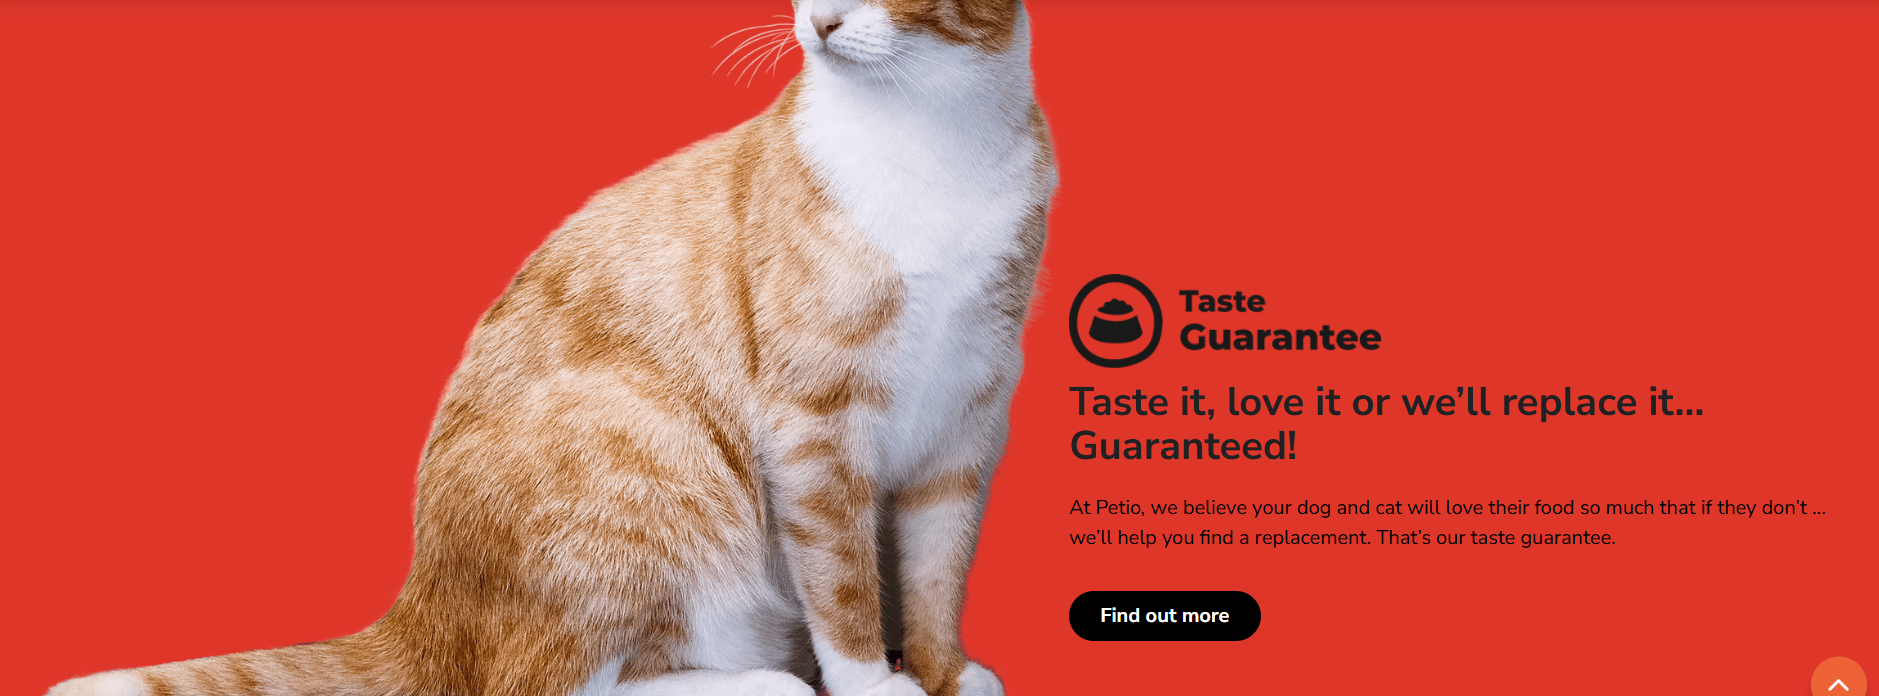 Taste
Guarantee
Taste it, love it or we’ll replace it...
Guaranteed!
At Petio, we believe your dog and cat will love their food so much that if they don’t ...
we’ll help you find a replacement. That’s our taste guarantee.
Find out more